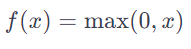 f(x) = max(0, x)